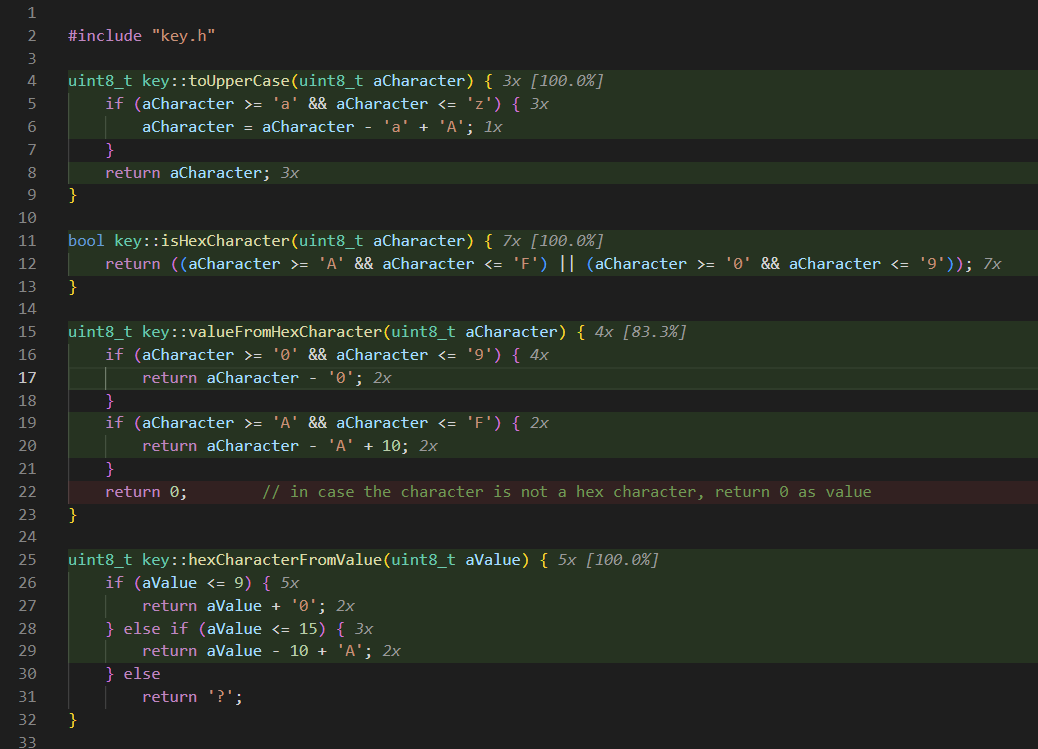 1
2 #include "key.h"
3
4 uint8_t key::toUpperCase(uint8_t aCharacter) { 3x [100.0%]
5 if (aCharacter >= 'a' && aCharacter <= 'z') { 3x
6 aCharacter = aCharacter - 'a' + 'A'; 1x
7 }
8 return aCharacter; 3x
9 }
10
11 bool key::isHexCharacter(uint8_t aCharacter) { 7x [100.0%]
12 return ((aCharacter >= 'A' && aCharacter <= 'F') || (aCharacter >= '0' && aCharacter <= '9')); 7x
13 }
14
15 uint8_t key::valueFromHexCharacter(uint8_t aCharacter) { 4x [83.3%]
16 if (aCharacter >= '0' && aCharacter <= '9') { 4x
17 return aCharacter - '0'; 2x
18 }
19 if (aCharacter >= 'A' && aCharacter <= 'F') { 2x
20 return aCharacter - 'A' + 10; 2x
21 }
22 return 0; // in case the character is not a hex character, return 0 as value
23 }
24
25 uint8_t key::hexCharacterFromValue(uint8_t aValue) { 5x [100.0%]
26 if (aValue <= 9) { 5x
27 return aValue + '0'; 2x
28 } else if (aValue <= 15) { 3x
29 return aValue - 10 + 'A'; 2x
30 } else
31 return '?';
32 }
33